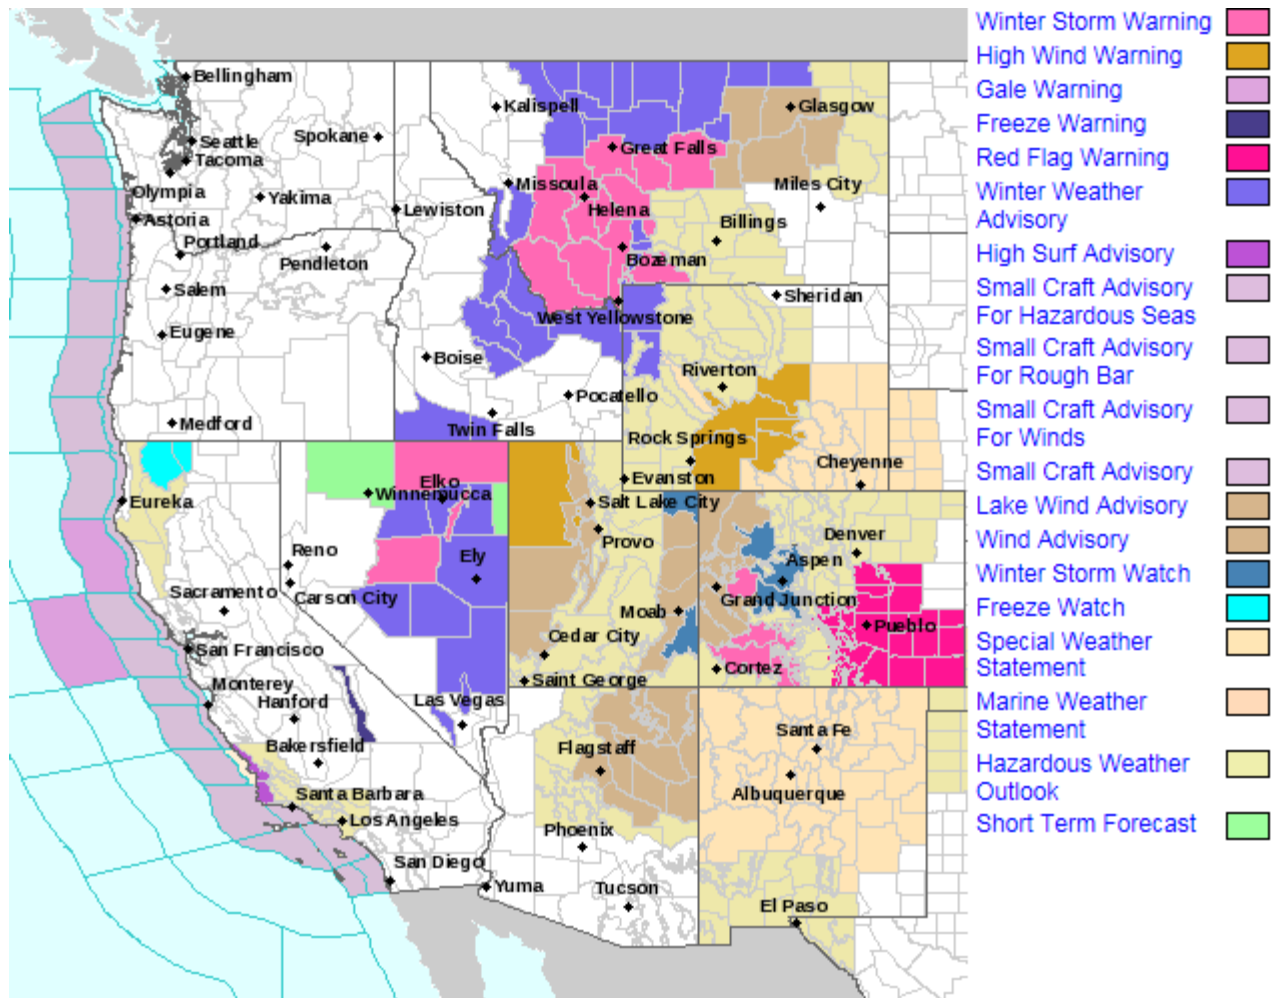 Bellingham
Seattle
Tacoma
Spokane
Olympia
Yakima
Astoria
Portland
Pendleton
Lewiston
Salem
Eugene
Medford
Kalispell
Glasgow
Great Falls
Missoula
Helena
Miles City
Billings
Bozeman
West Yellowstone
Sheridan
Boise
Pocatello
Twin Falls
Riverton
Rock Springs
Evanston
Cheyenne
Eureka
Elko
Winnemucca
Reno
Ely
Carson City
Sacramento
San Francisco
Salt Lake City
Provo
Moab
Cedar City
Saint George
Denver
Aspen
Grand Junction
Pueblo
Cortez
Monterey
Hanford
Las Vegas
Bakersfield
Santa Barbara
Los Angeles
San Diego
Yuma
Flagstaff
Phoenix
Tucson
Santa Fe
Albuquerque
El Paso
Winter Storm Warning
High Wind Warning
Gale Warning
Freeze Warning
Red Flag Warning
Winter Weather
Advisory
High Surf Advisory
Small Craft Advisory
For Hazardous Seas
Small Craft Advisory
For Rough Bar
Small Craft Advisory
For Winds
Small Craft Advisory
Lake Wind Advisory
Wind Advisory
Winter Storm Watch
Freeze Watch
Special Weather
Statement
Marine Weather
Statement
Hazardous Weather
Outlook
Short Term Forecast